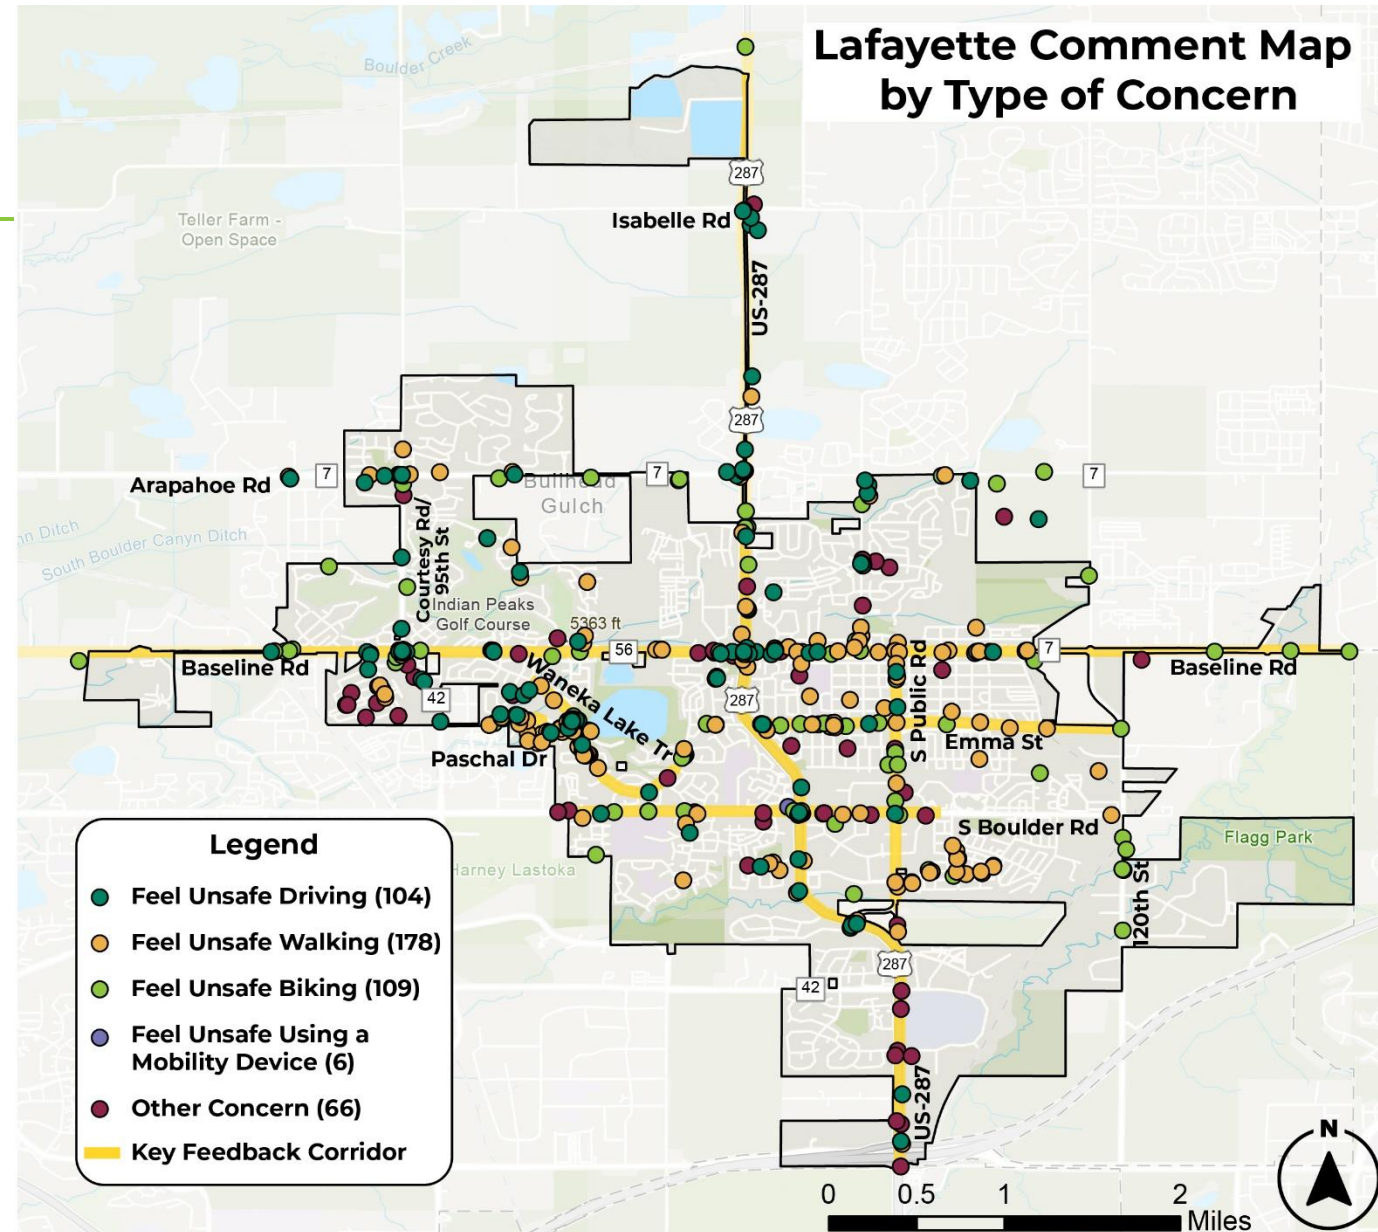 Lafayette Comment Map
by Type of Concern
Boulder Creek
287
Teller Farm -
Open Space
Isabelle Rd
US-287
287
7
7
7
Arapahoe Rd
Bullhead
Gulch
South Boulder Canyn Ditch
Courtesy Rd/
95th St
Indian Peaks
Golf Course
5363 ft
56
7
Baseline Rd
Baseline Rd
Waneka Lake Tr
S Public Rd
42
287
Emma St
Paschal Dr
S Boulder Rd
Flagg Park
Harney Lastoka
120th St
287
42
US-287
Legend
Feel Unsafe Driving (104)
Feel Unsafe Walking (178)
Feel Unsafe Biking (109)
Feel Unsafe Using a
Mobility Device (6)
Other Concern (66)
Key Feedback Corridor
N
0 0.5 1 2
Miles